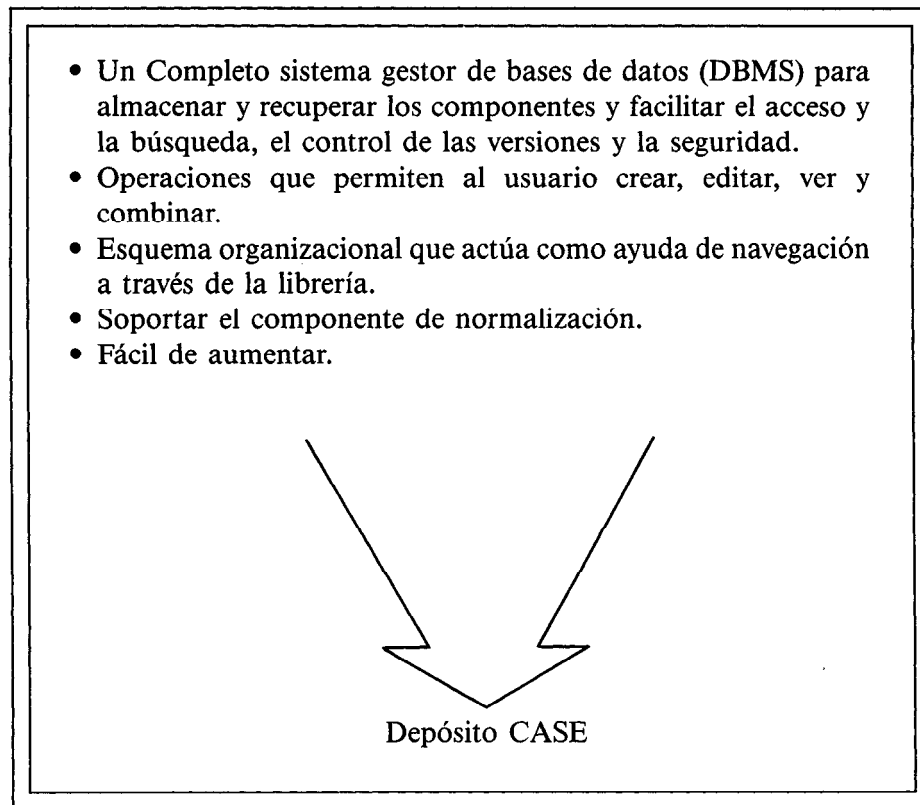 • Un Completo sistema gestor de bases de datos (DBMS) para
almacenar y recuperar los componentes y facilitar el acceso y
la búsqueda, el control de las versiones y la seguridad.
• Operaciones que permiten al usuario crear, editar, ver y
combinar.
• Esquema organizacional que actúa como ayuda de navegación
a través de la librería.
• Soportar el componente de normalización.
• Fácil de aumentar.
Depósito CASE